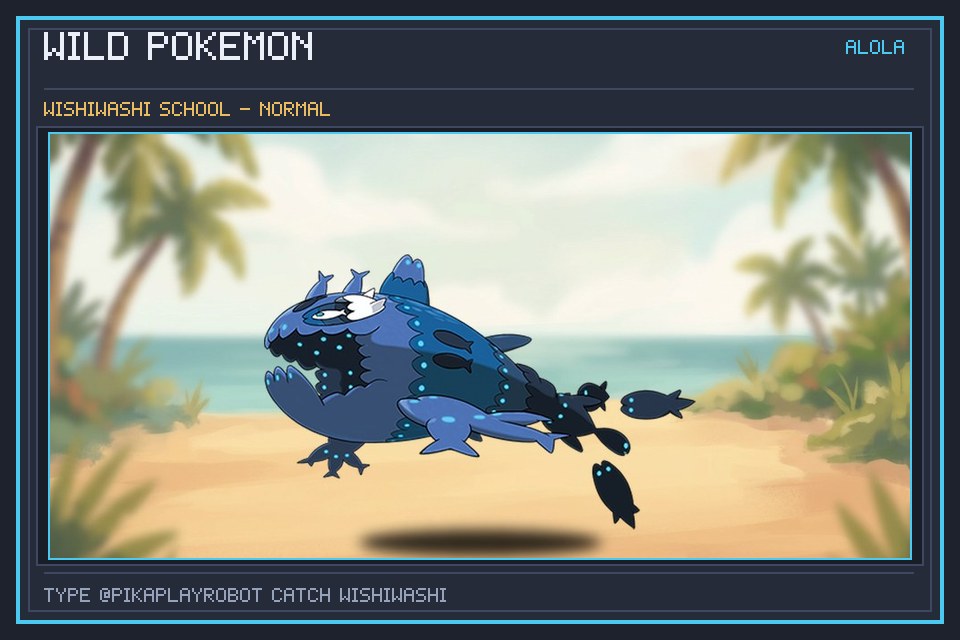 WILD POKEMON
ALOLA
WISHIWASHI SCHOOL - NORMAL
TYPE @PIKAPLAYROBOT CATCH WISHIWASHI